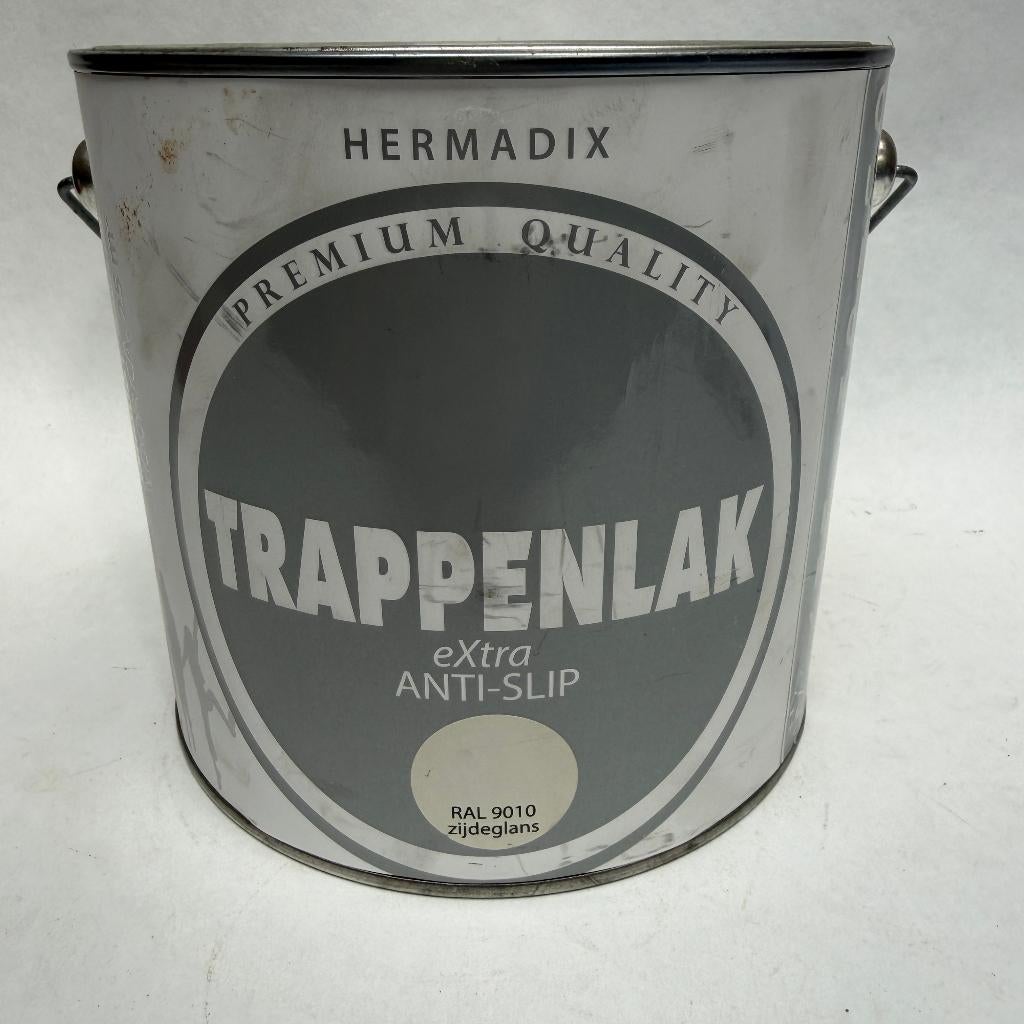 HERMADIX
PREMIUM QUALITY
TRAPPENLAK
eXtra
ANTI-SLIP
RAL 9010
zijdeglans